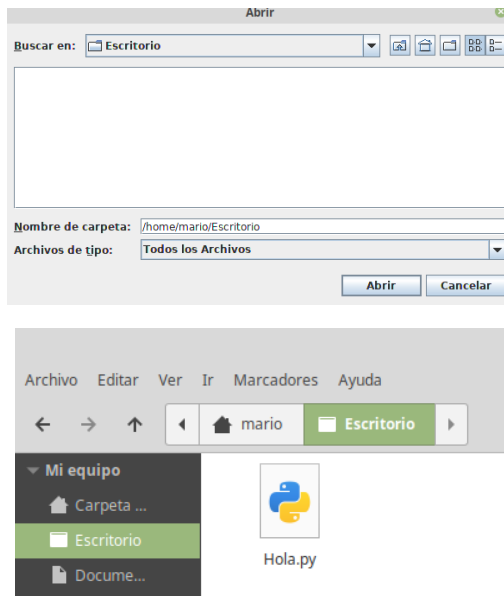 Abrir
Buscar en: Escritorio
Nombre de carpeta: /home/mario/Escritorio
Archivos de tipo: Todos los Archivos
Abrir Cancelar
Archivo Editar Ver Ir Marcadores Ayuda
mario Escritorio
Mi equipo
Carpeta ...
Escritorio
Docume...
Hola.py